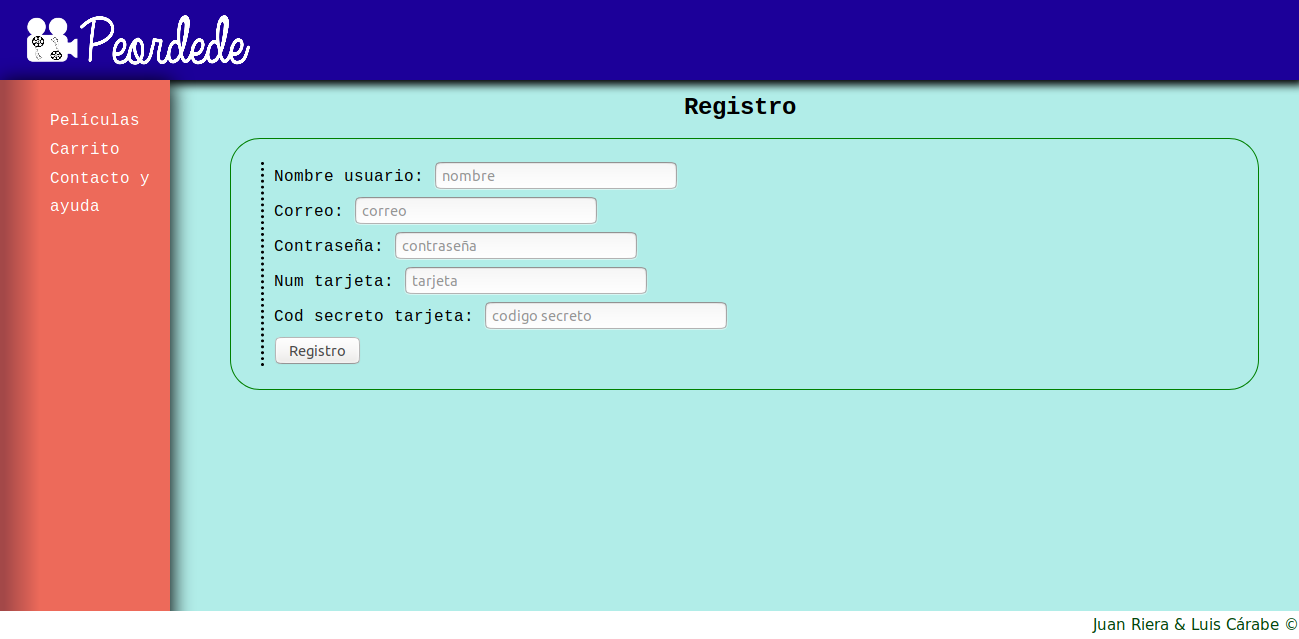 Peordede
Películas
Carrito
Contacto y
ayuda
Registro
Nombre usuario: nombre
Correo: correo
Contraseña: contraseña
Num tarjeta: tarjeta
Cod secreto tarjeta: codigo secreto
Registro
Juan Riera & Luis Cárabe ©